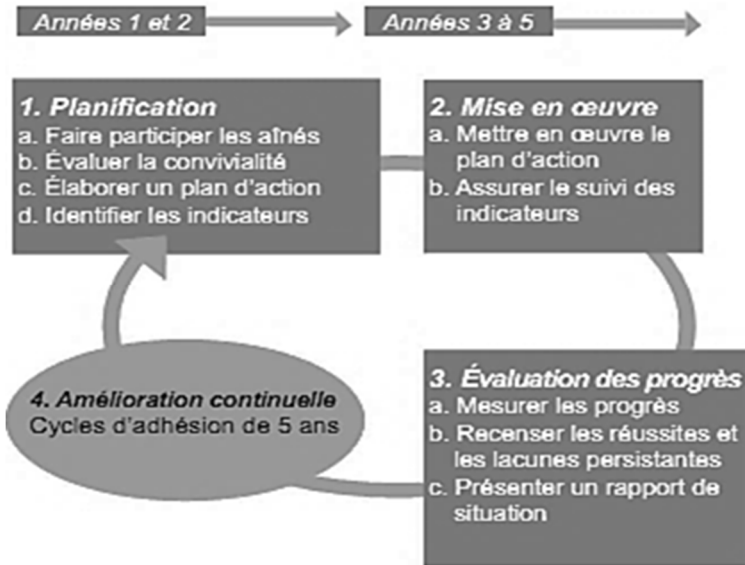 Années 1 et 2
Années 3 à 5
1. Planification
a. Faire participer les aînés
b. Évaluer la convivialité
c. Élaborer un plan d'action
d. Identifier les indicateurs
2. Mise en œuvre
a. Mettre en œuvre le
plan d'action
b. Assurer le suivi des
indicateurs
3. Évaluation des progrès
a. Mesurer les progrès
b. Recenser les réussites et
les lacunes persistantes
c. Présenter un rapport de
situation
4. Amélioration continuelle
Cycles d'adhésion de 5 ans